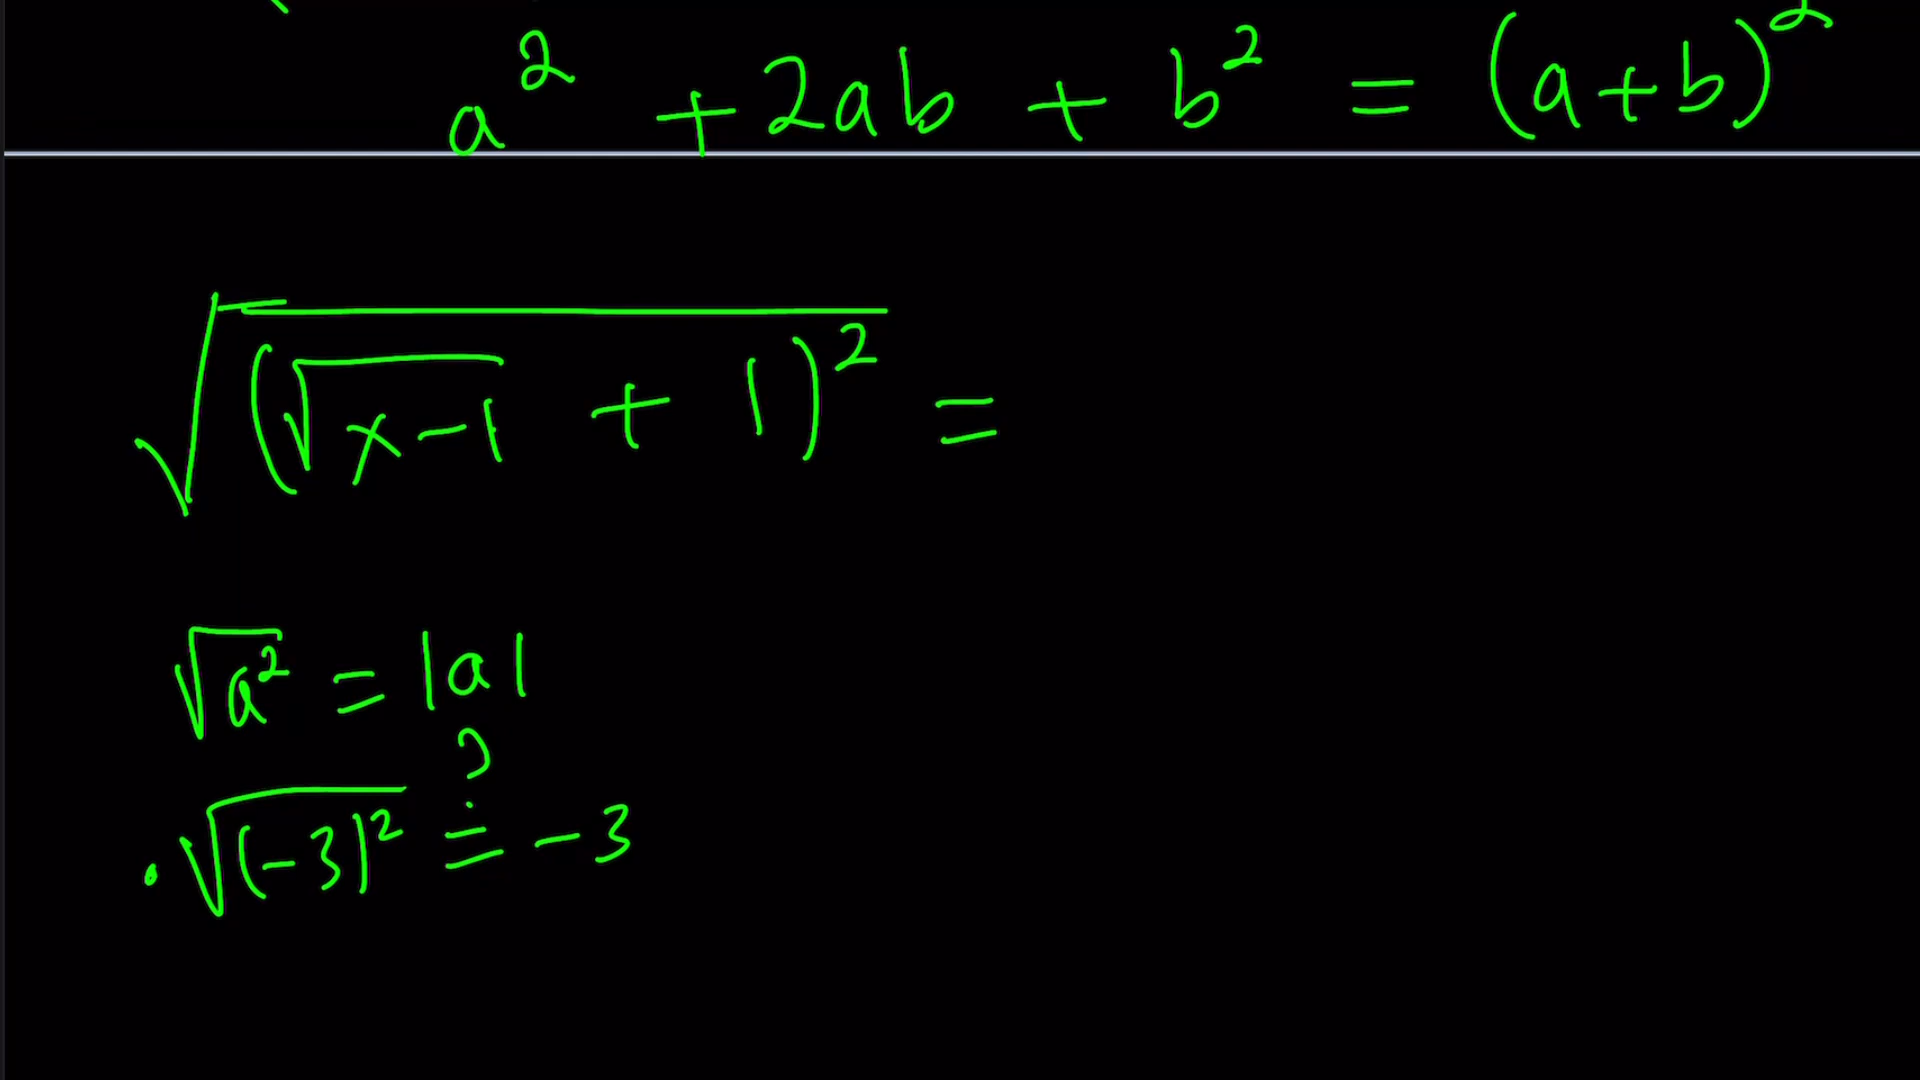 a² + 2ab + b² = (a+b)²
√((√(x-1) + 1)²) =
√(a²) = |a|
?
• √((-3)²) = -3